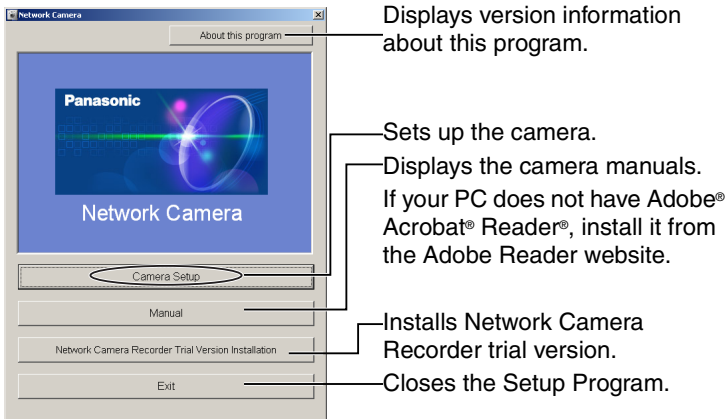 Network Camera
About this program
Panasonic
Network Camera
Camera Setup
Manual
Network Camera Recorder Trial Version Installation
Exit
Displays version information
about this program.
Sets up the camera.
Displays the camera manuals.
If your PC does not have Adobe®
Acrobat® Reader®, install it from
the Adobe Reader website.
Installs Network Camera
Recorder trial version.
Closes the Setup Program.